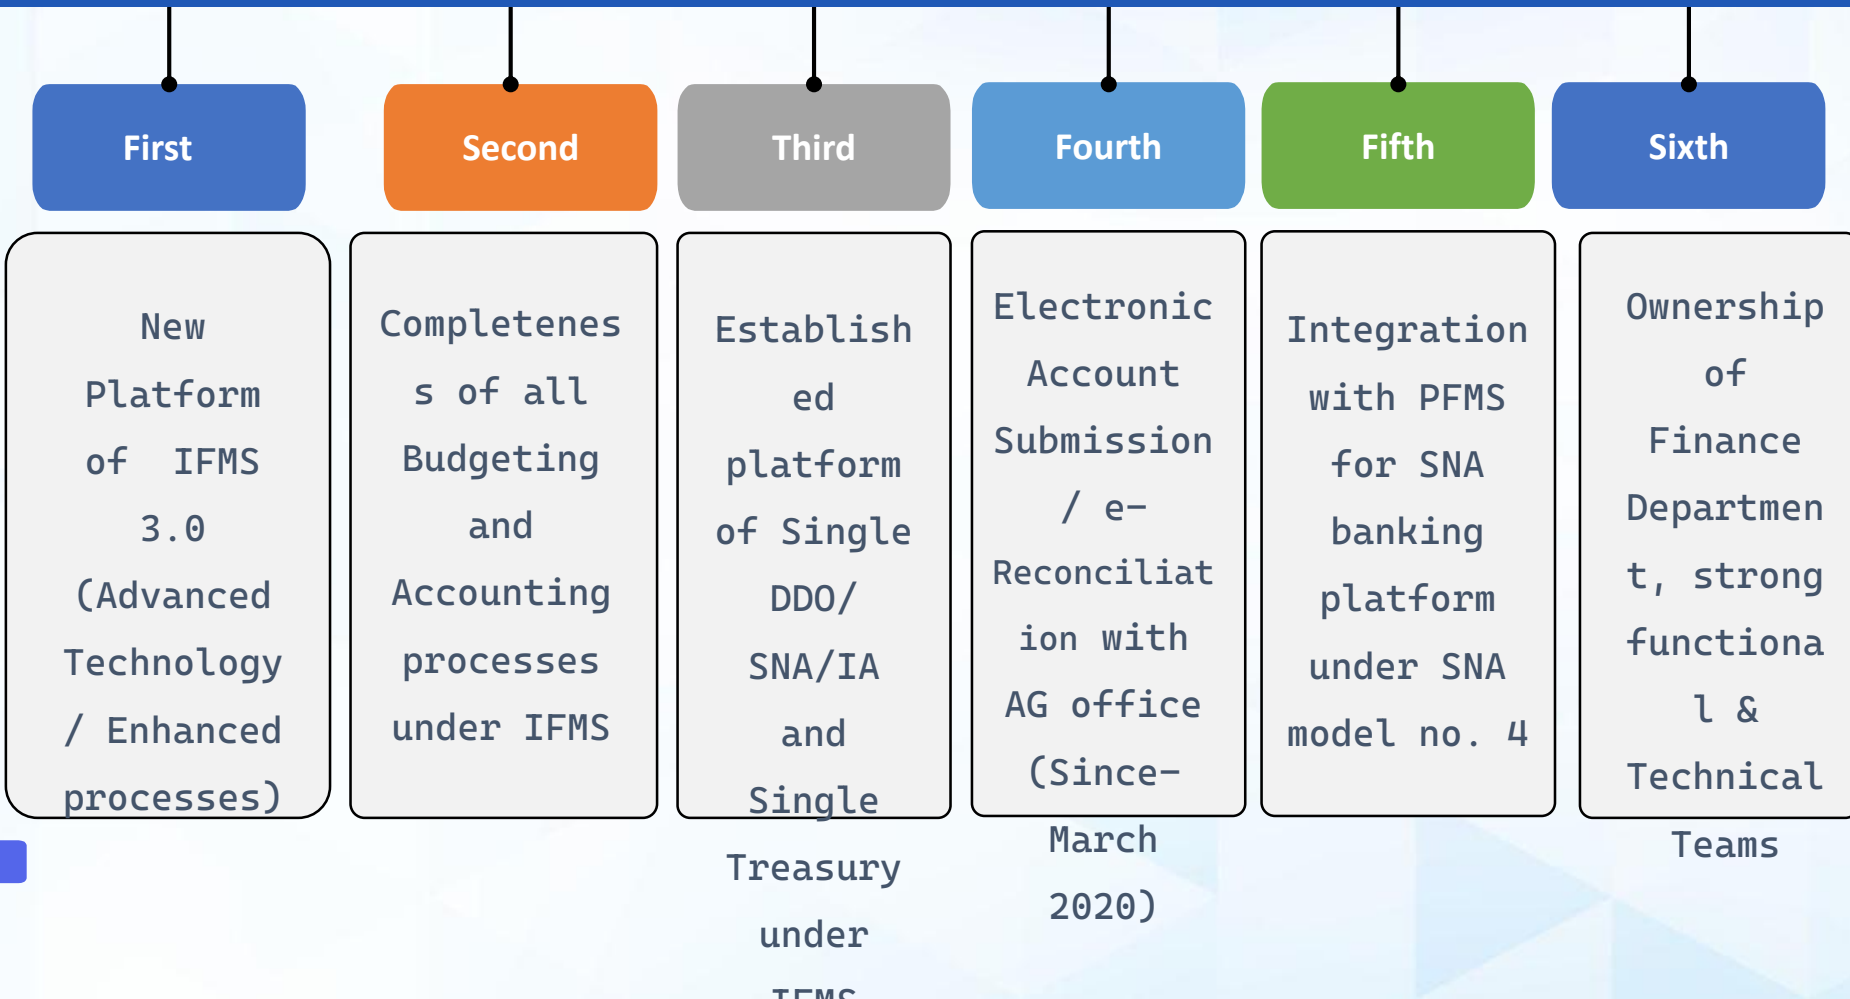 First
New
Platform
of IFMS
3.0
(Advanced
Technology
/ Enhanced
processes)
Second
Completenes
s of all
Budgeting
and
Accounting
processes
under IFMS
Third
Establish
ed
platform
of Single
DDO/
SNA/IA
and
Single
Treasury
under
IFMS
Fourth
Electronic
Account
Submission
/ e-
Reconciliat
ion with
AG office
(Since-
March
2020)
Fifth
Integration
with PFMS
for SNA
banking
platform
under SNA
model no. 4
Sixth
Ownership
of
Finance
Departmen
t, strong
functiona
l &
Technical
Teams